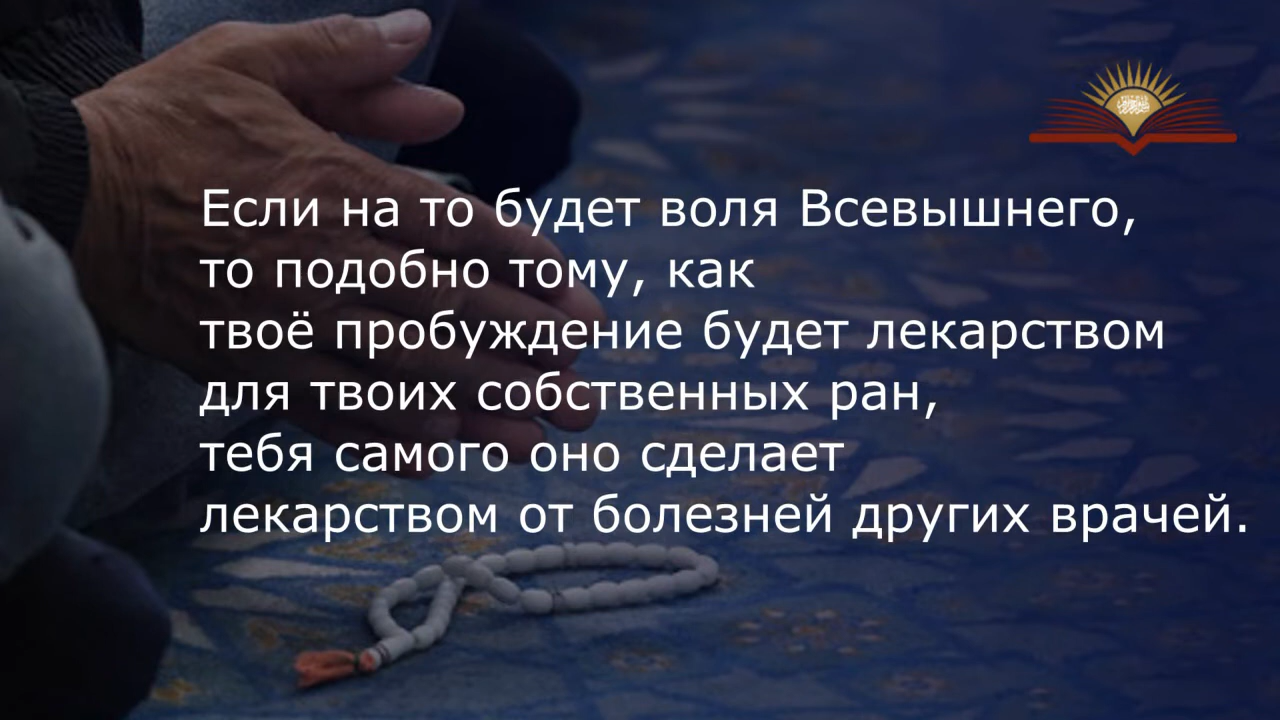 Если на то будет воля Всевышнего,
то подобно тому, как
твоё пробуждение будет лекарством
для твоих собственных ран,
тебя самого оно сделает
лекарством от болезней других врачей.